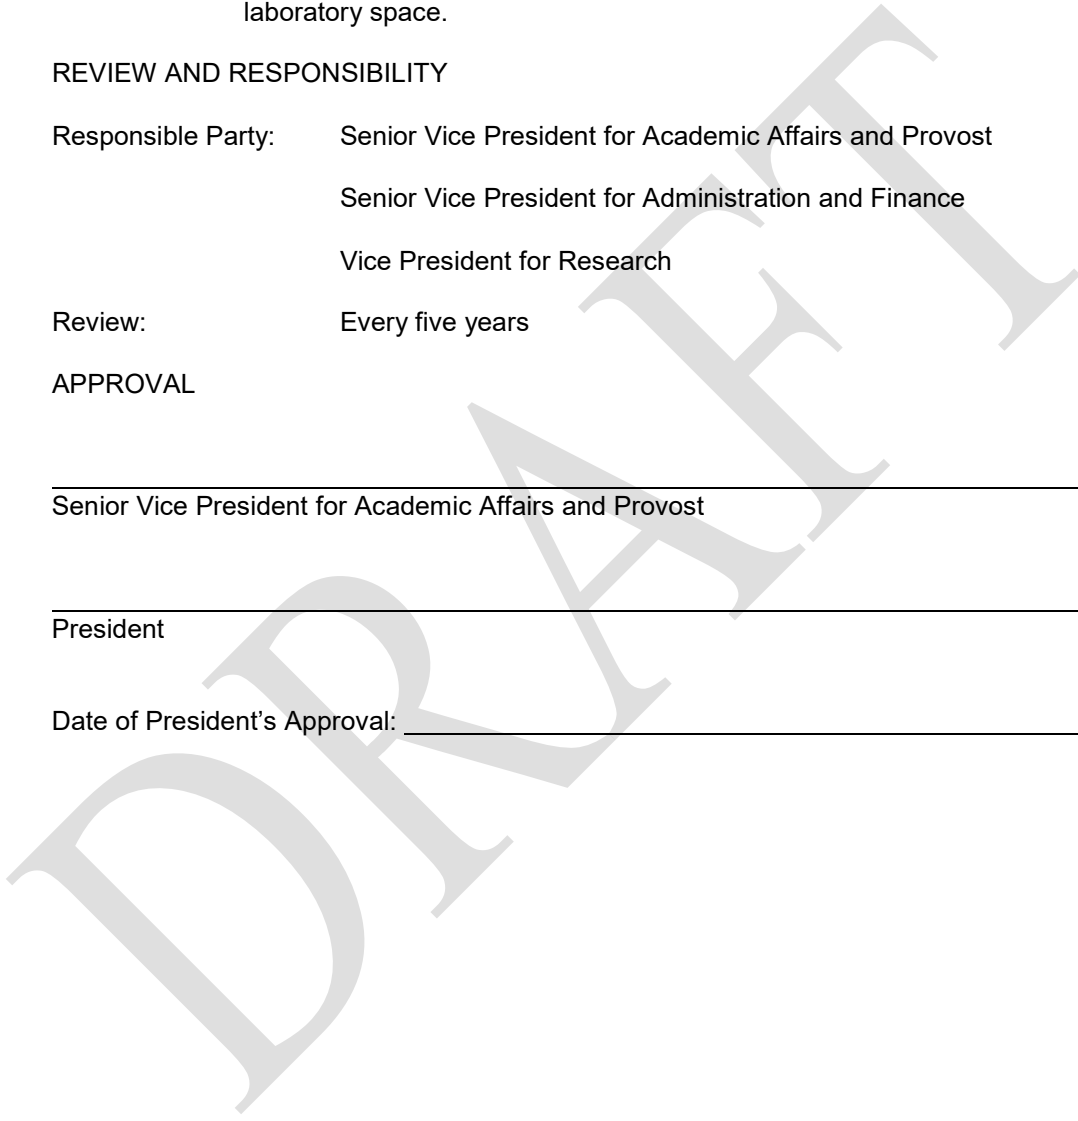 laboratory space.
REVIEW AND RESPONSIBILITY
Responsible Party: Senior Vice President for Academic Affairs and Provost
Senior Vice President for Administration and Finance
Vice President for Research
Review: Every five years
APPROVAL
Senior Vice President for Academic Affairs and Provost
President
Date of President’s Approval:
DRAFT